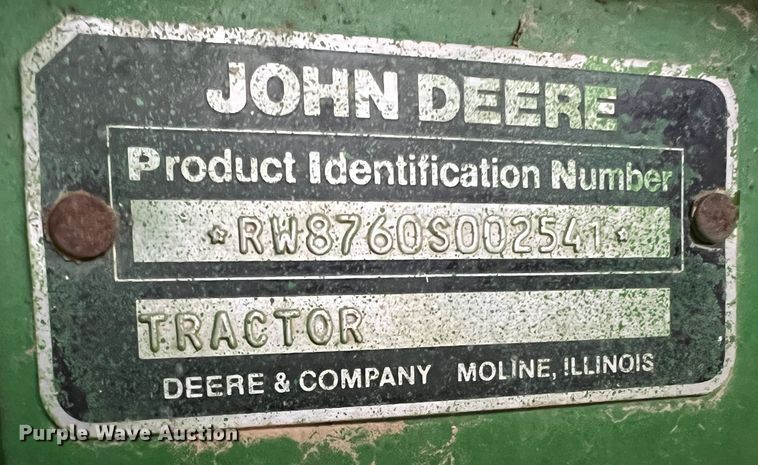 JOHN DEERE
Product Identification Number
*RW8760S002541*
TRACTOR
DEERE & COMPANY MOLINE, ILLINOIS
Purple Wave Auction